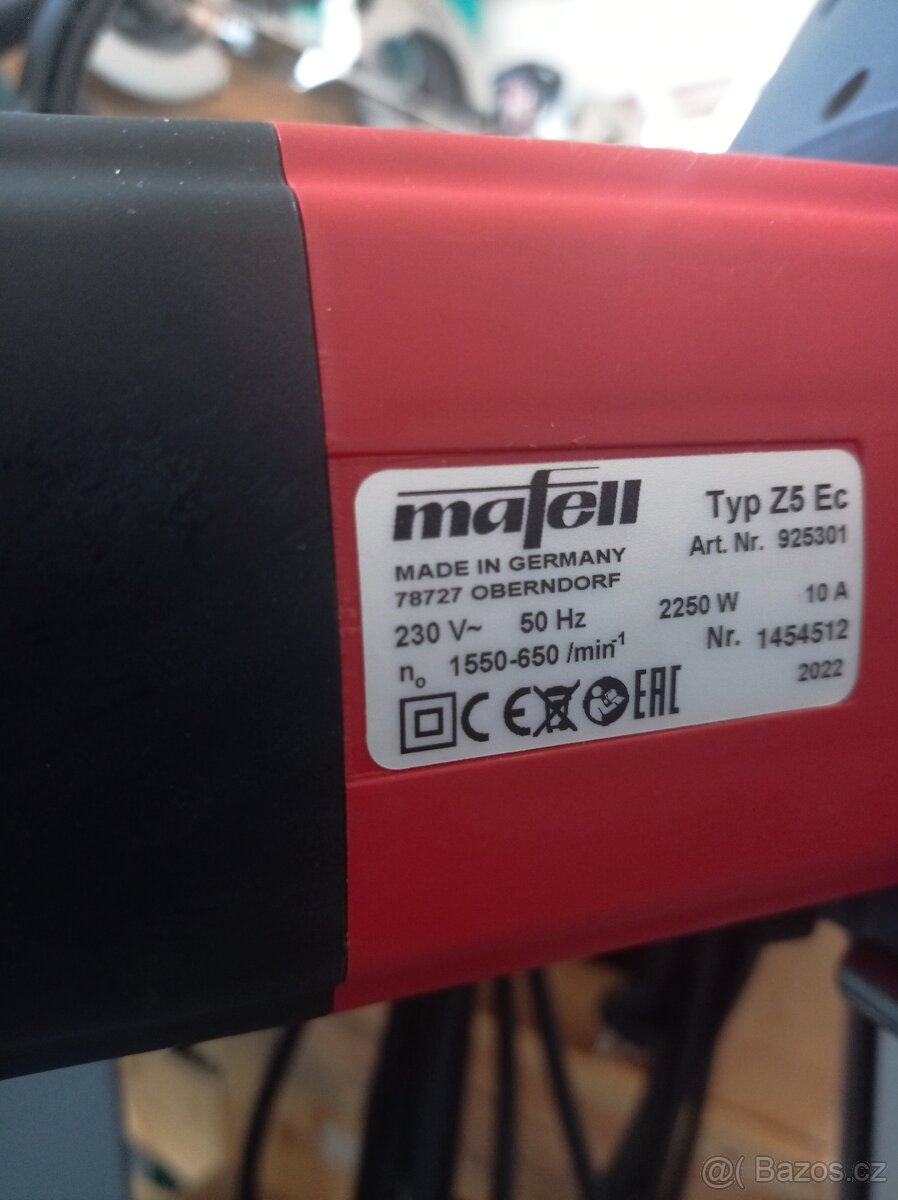 mafell
Typ Z5 Ec
MADE IN GERMANY
Art. Nr. 925301
78727 OBERNDORF
230 V~ 50 Hz 2250 W 10 A
n₀ 1550-650 /min⁻¹ Nr. 1454512
2022
CE EAC
@( Bazos.cz